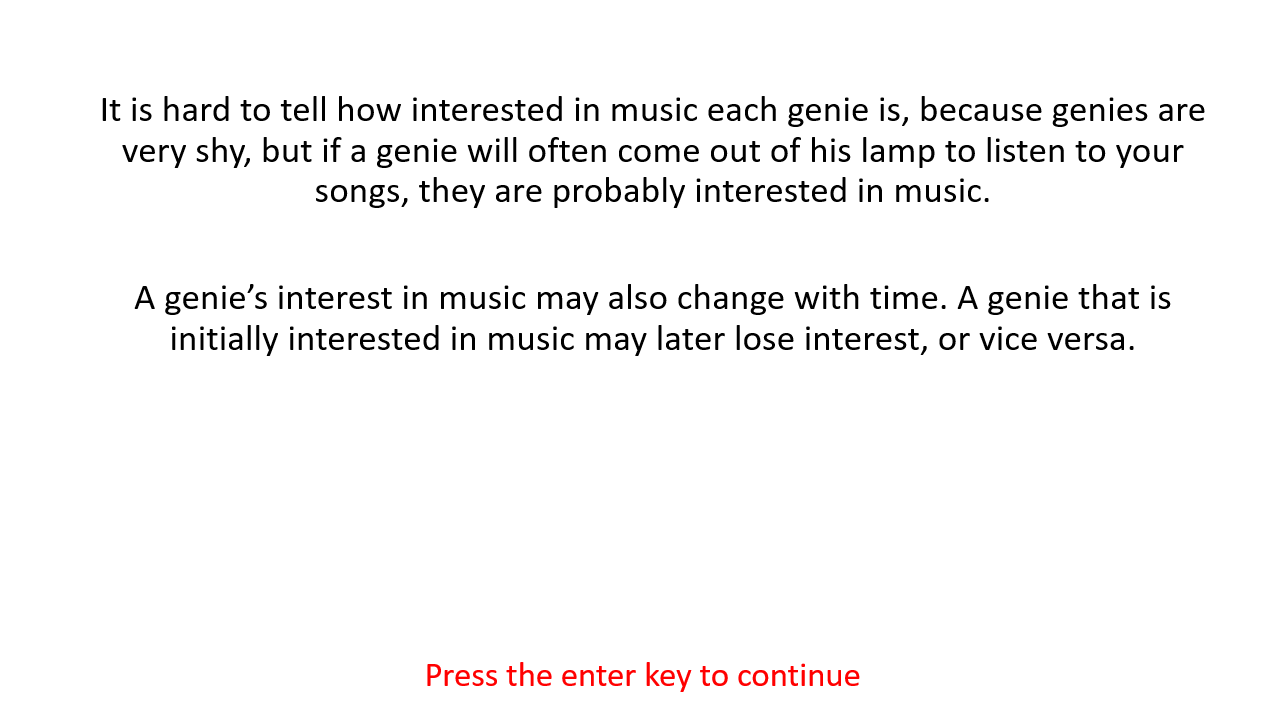 It is hard to tell how interested in music each genie is, because genies are
very shy, but if a genie will often come out of his lamp to listen to your
songs, they are probably interested in music.
A genie’s interest in music may also change with time. A genie that is
initially interested in music may later lose interest, or vice versa.
Press the enter key to continue